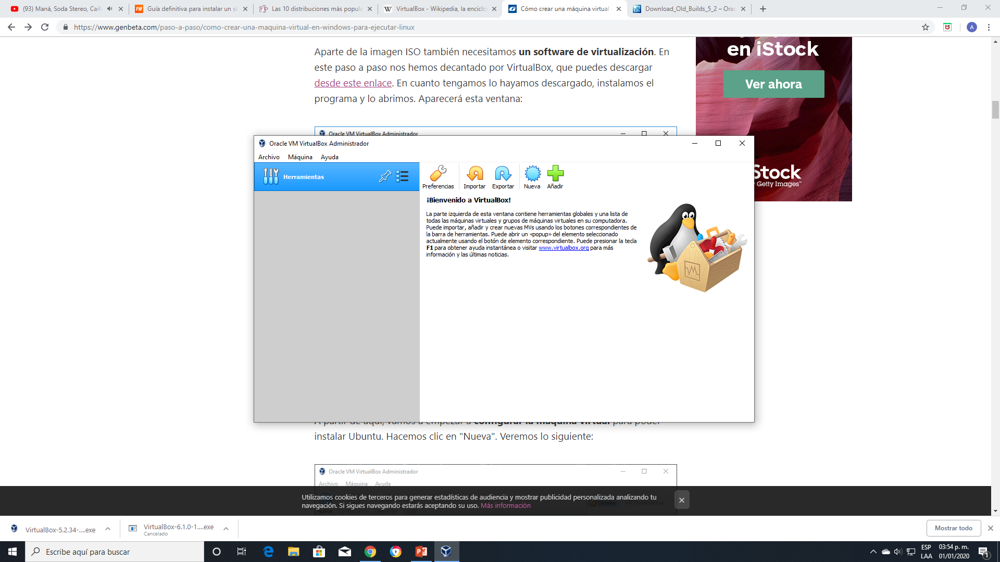 (93) Maná, Soda Stereo, Caifa
Guía definitiva para instalar un si
Las 10 distribuciones más popula
VirtualBox - Wikipedia, la enciclo
Cómo crear una máquina virtual
Download_Old_Builds_5_2 – Orac
https://www.genbeta.com/paso-a-paso/como-crear-una-maquina-virtual-en-windows-para-ejecutar-linux
A
Aparte de la imagen ISO también necesitamos un software de virtualización. En
este paso a paso nos hemos decantado por VirtualBox, que puedes descargar
desde este enlace. En cuanto tengamos lo hayamos descargado, instalamos el
programa y lo abrimos. Aparecerá esta ventana:
en iStock
Ver ahora
Stock
Getty Images™
Oracle VM VirtualBox Administrador
Oracle VM VirtualBox Administrador
Archivo Máquina Ayuda
Herramientas
Preferencias Importar Exportar Nueva Añadir
¡Bienvenido a VirtualBox!
La parte izquierda de esta ventana contiene herramientas globales y una lista de
todas las máquinas virtuales y grupos de máquinas virtuales en su computadora.
Puede importar, añadir y crear nuevas MVs usando los botones correspondientes de
la barra de herramientas. Puede abrir un «popup» del elemento seleccionado
actualmente usando el botón de elemento correspondiente. Puede presionar la tecla
F1 para obtener ayuda instantánea o visitar www.virtualbox.org para más
información y las últimas noticias.
A partir de aquí, vamos a empezar a configurar la máquina virtual para poder
instalar Ubuntu. Hacemos clic en "Nueva". Veremos lo siguiente:
Oracle VM VirtualBox Administrador
Archivo Máquina Ayuda
Utilizamos cookies de terceros para generar estadísticas de audiencia y mostrar publicidad personalizada analizando tu
navegación. Si sigues navegando estarás aceptando su uso. Más información
VirtualBox-5.2.34-....exe
VirtualBox-6.1.0-1....exe
Cancelado
Mostrar todo
Escribe aquí para buscar
ESP
LAA
03:54 p. m.
01/01/2020
1